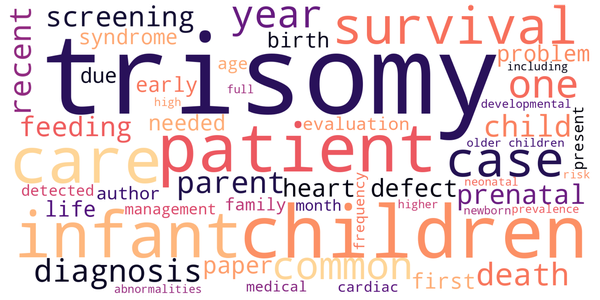 screening
year
survival
recent
syndrome
birth
problem
due
trisomy
including
early
age
one
high
full
developmental
feeding
needed
evaluation
child
present
care
patient
case
older children
parent
heart
defect
prenatal
neonatal
risk
detected
author
life
management
family
month
frequency
higher
newborn
prevalence
infant
children
diagnosis
paper
common
first
death
abnormalities
medical
cardiac